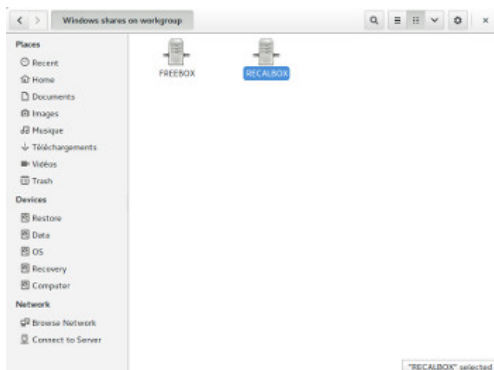 Windows shares on workgroup
Places
Recent
Home
Documents
Images
Musique
Téléchargements
Vidéos
Trash
Devices
Restore
Data
OS
Recovery
Computer
Network
Browse Network
Connect to Server
FREEBOX
RECALBOX
"RECALBOX" selected